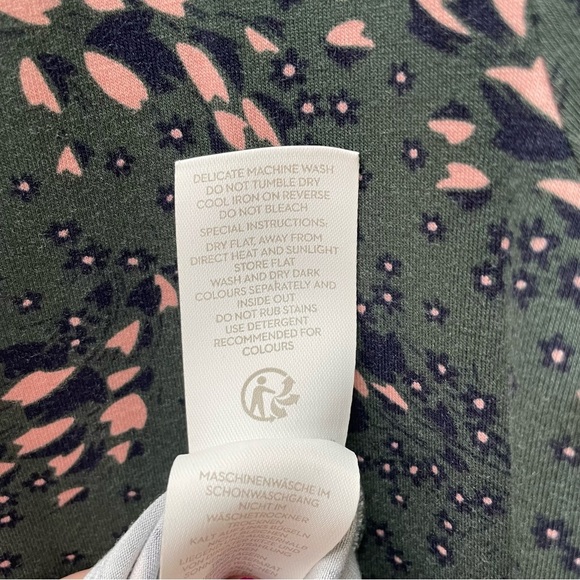 DELICATE MACHINE WASH
DO NOT TUMBLE DRY
COOL IRON ON REVERSE
DO NOT BLEACH
SPECIAL INSTRUCTIONS:
DRY FLAT, AWAY FROM
DIRECT HEAT AND SUNLIGHT
STORE FLAT
WASH AND DRY DARK
COLOURS SEPARATELY AND
INSIDE OUT
DO NOT RUB STAINS
USE DETERGENT
RECOMMENDED FOR
COLOURS
MASCHINENWÄSCHE IM
SCHONWASCHGANG
NICHT IM
WÄSCHETROCKNER
KALT